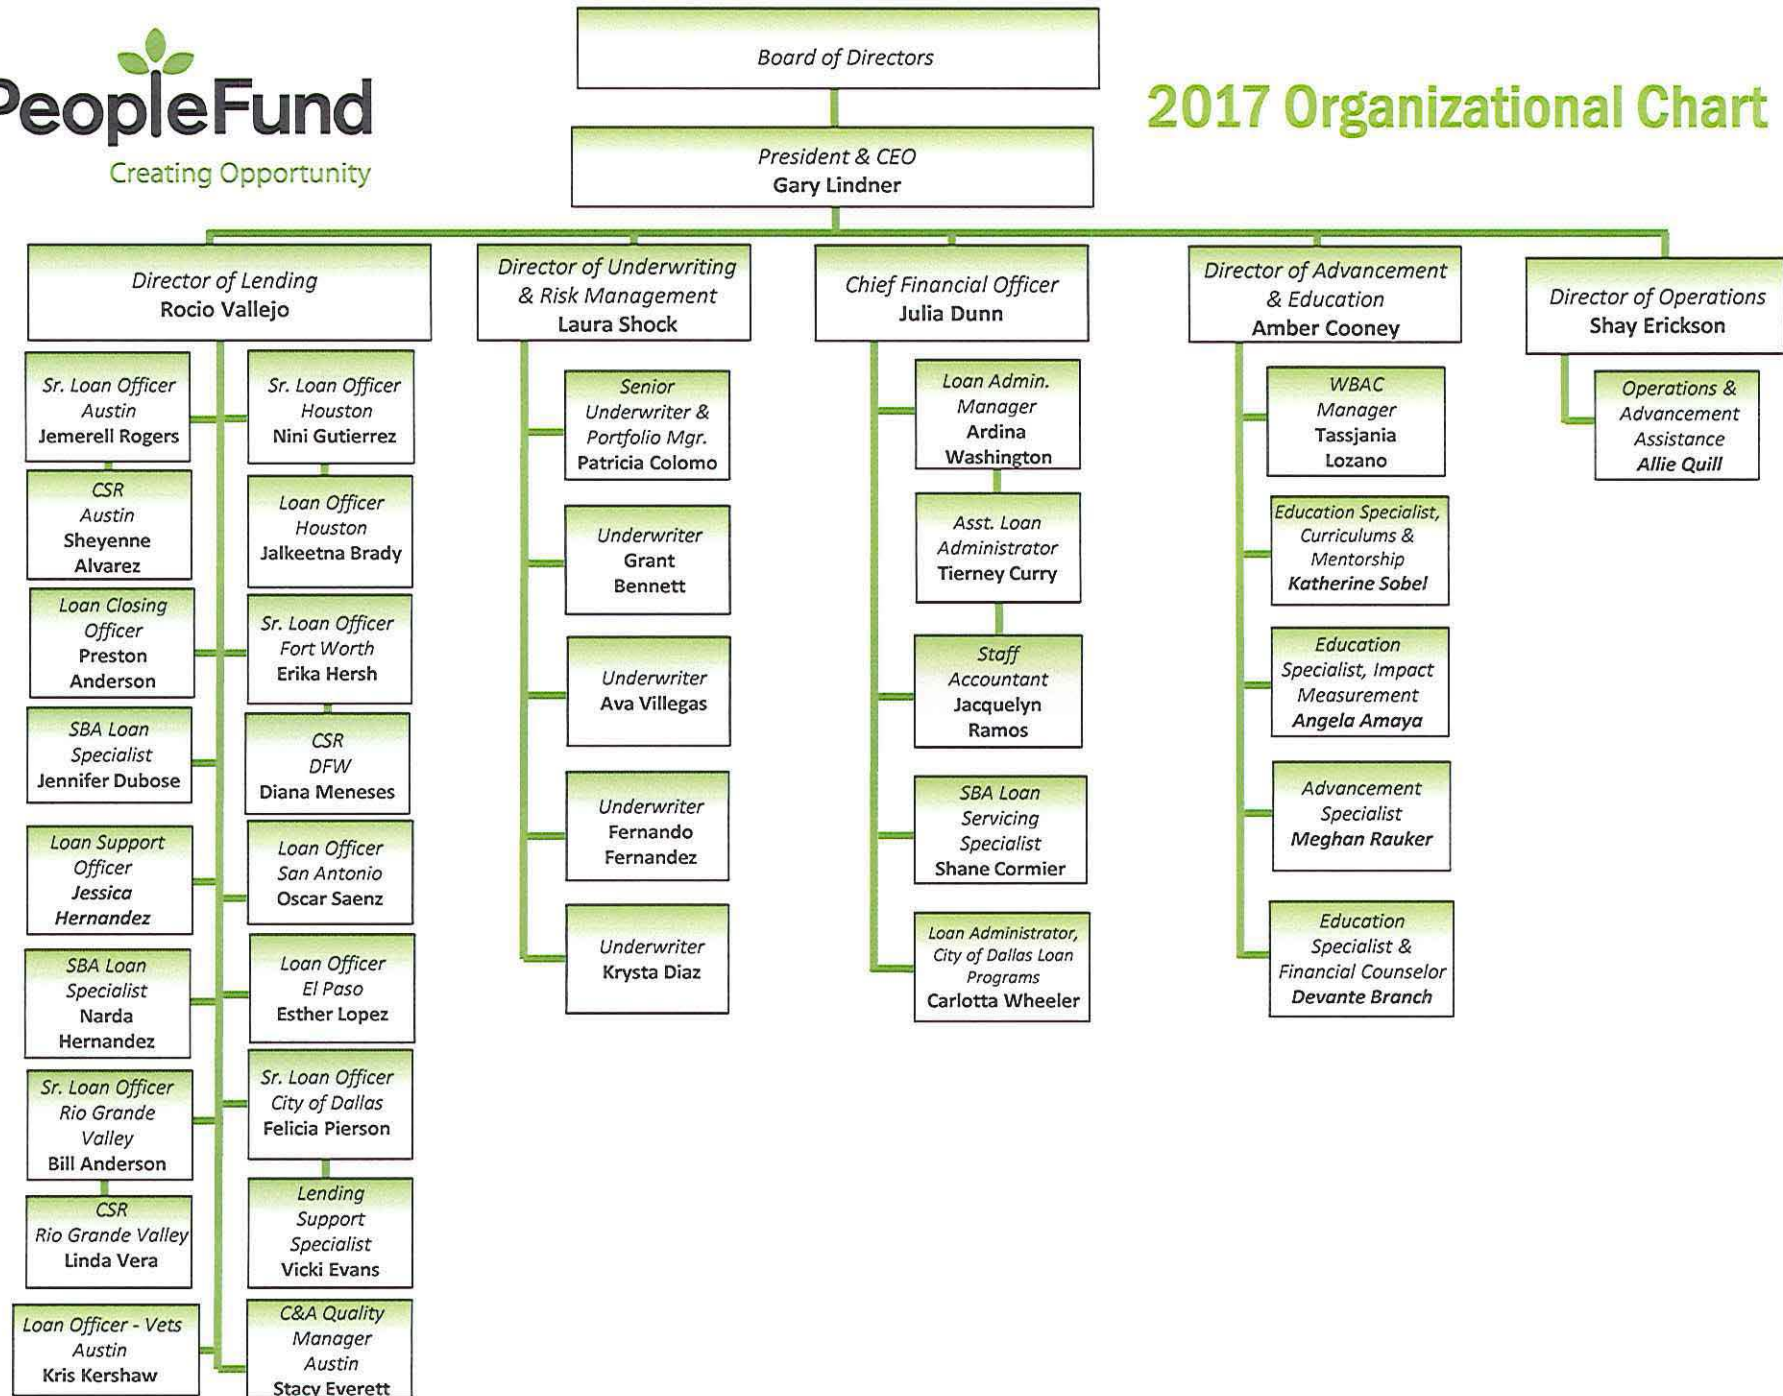 PeopleFund
Creating Opportunity
2017 Organizational Chart
Board of Directors
President & CEO
Gary Lindner
Director of Lending
Rocio Vallejo
Sr. Loan Officer
Austin
Jemerell Rogers
CSR
Austin
Sheyenne
Alvarez
Loan Closing
Officer
Preston
Anderson
SBA Loan
Specialist
Jennifer Dubose
Loan Support
Officer
Jessica
Hernandez
SBA Loan
Specialist
Narda
Hernandez
Sr. Loan Officer
Rio Grande
Valley
Bill Anderson
CSR
Rio Grande Valley
Linda Vera
Loan Officer - Vets
Austin
Kris Kershaw
Sr. Loan Officer
Houston
Nini Gutierrez
Loan Officer
Houston
Jalkeetna Brady
Sr. Loan Officer
Fort Worth
Erika Hersh
CSR
DFW
Diana Meneses
Loan Officer
San Antonio
Oscar Saenz
Loan Officer
El Paso
Esther Lopez
Sr. Loan Officer
City of Dallas
Felicia Pierson
Lending
Support
Specialist
Vicki Evans
C&A Quality
Manager
Austin
Stacy Everett
Director of Underwriting
& Risk Management
Laura Shock
Senior
Underwriter &
Portfolio Mgr.
Patricia Colomo
Underwriter
Grant
Bennett
Underwriter
Ava Villegas
Underwriter
Fernando
Fernandez
Underwriter
Krysta Diaz
Chief Financial Officer
Julia Dunn
Loan Admin.
Manager
Ardina
Washington
Asst. Loan
Administrator
Tierney Curry
Staff
Accountant
Jacquelyn
Ramos
SBA Loan
Servicing
Specialist
Shane Cormier
Loan Administrator,
City of Dallas Loan
Programs
Carlotta Wheeler
Director of Advancement
& Education
Amber Cooney
WBAC
Manager
Tassjania
Lozano
Education Specialist,
Curriculums &
Mentorship
Katherine Sobel
Education
Specialist, Impact
Measurement
Angela Amaya
Advancement
Specialist
Meghan Rauker
Education
Specialist &
Financial Counselor
Devante Branch
Director of Operations
Shay Erickson
Operations &
Advancement
Assistance
Allie Quill